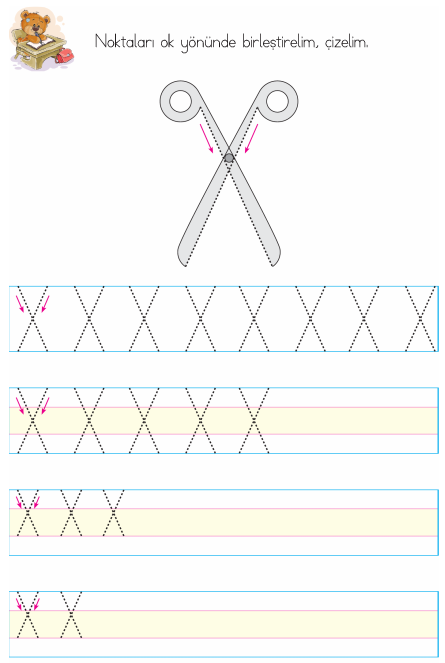 Noktaları ok yönünde birleştirelim, çizelim.
X X X X X X X X
X X X X X
X X X
X X